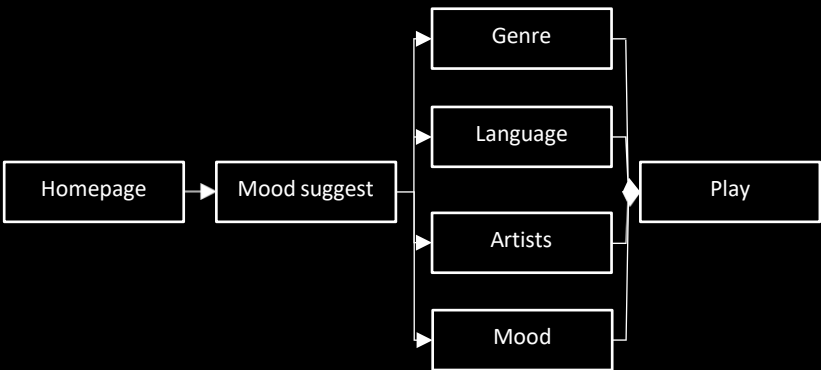 Homepage
Mood suggest
Genre
Language
Artists
Mood
Play